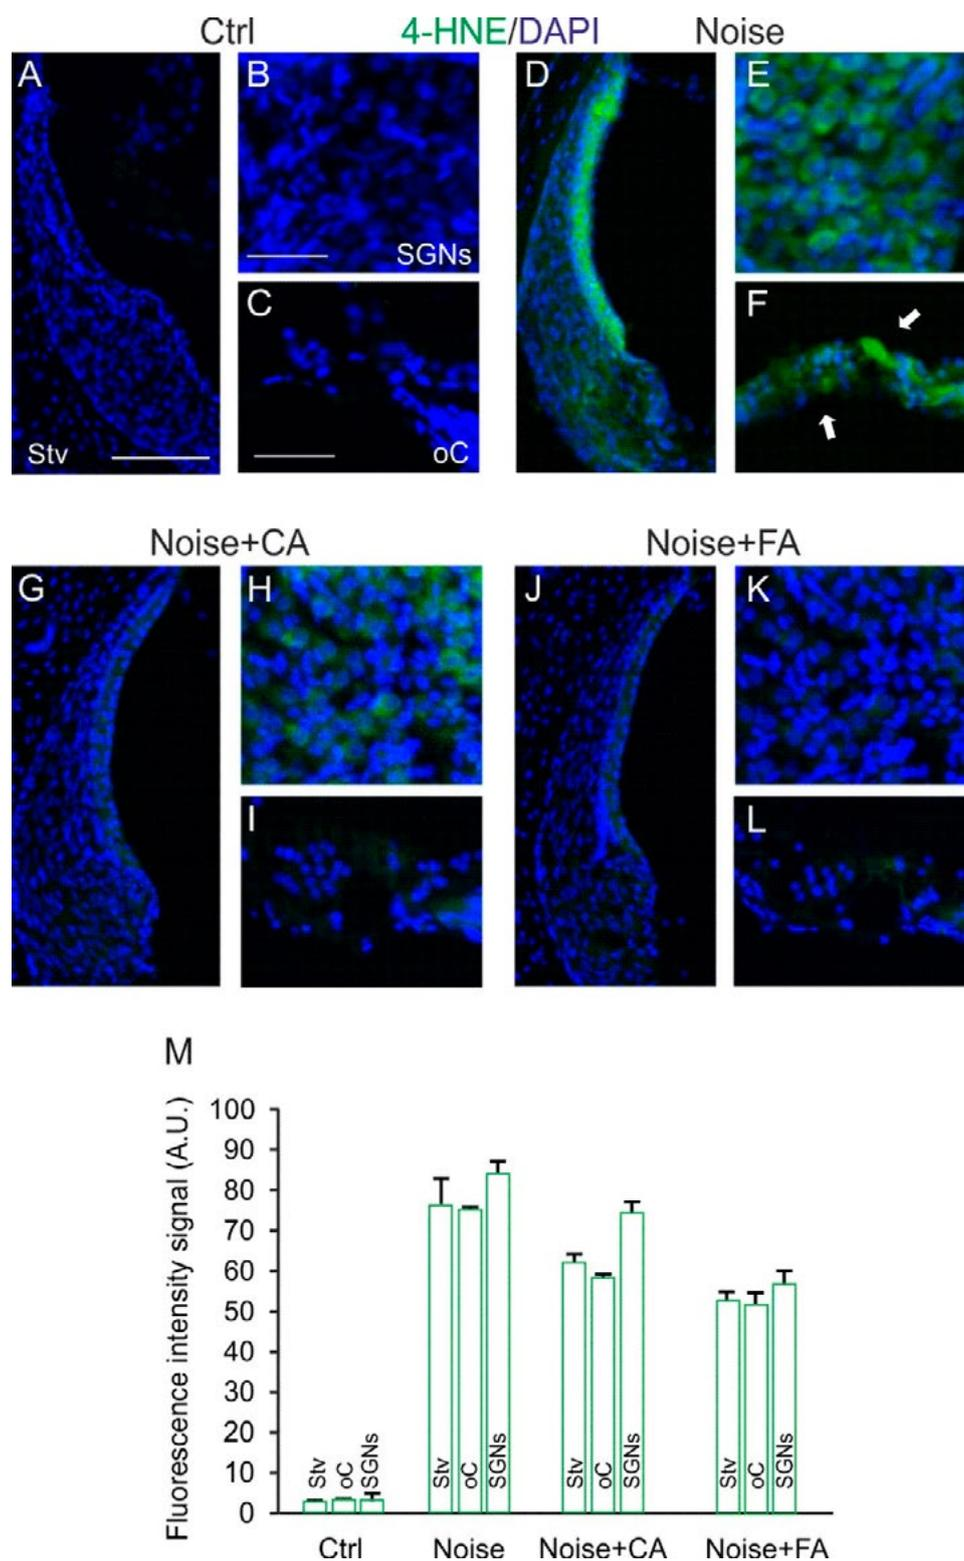 Ctrl 4-HNE/DAPI Noise
A B D E
SGNs
C F
Stv oC
Noise+CA Noise+FA
G H J K
I L
M
Fluorescence intensity signal (A.U.)
100
90
80
70
60
50
40
30
20
10
0
Stv oC SGNs Stv oC SGNs Stv oC SGNs Stv oC SGNs
Ctrl Noise Noise+CA Noise+FA